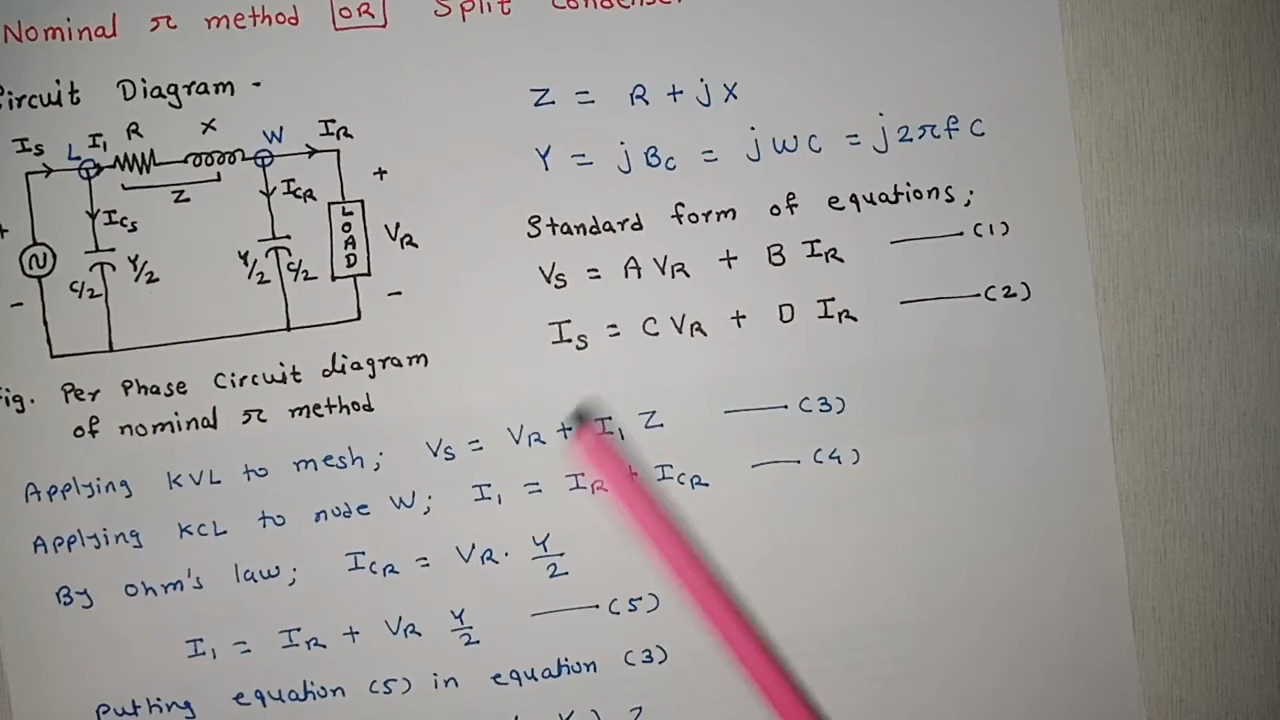 Nominal π method OR Split
Circuit Diagram -
Is L I₁ R X W IR
Z
Ics ICR
+ + 
Y/2 Y/2
C/2 C/2
LOAD
VR
- -
Fig. Per Phase Circuit diagram
of nominal π method
Z = R + jX
Y = jBc = jwc = j2πfC
Standard form of equations;
Vs = A VR + B IR —— (1)
Is = C VR + D IR —— (2)
Applying KVL to mesh; Vs = VR + I₁ Z —— (3)
Applying KCL to node W; I₁ = IR + ICR —— (4)
By ohm's law; ICR = VR. Y/2
I₁ = IR + VR Y/2 —— (5)
putting equation (5) in equation (3)